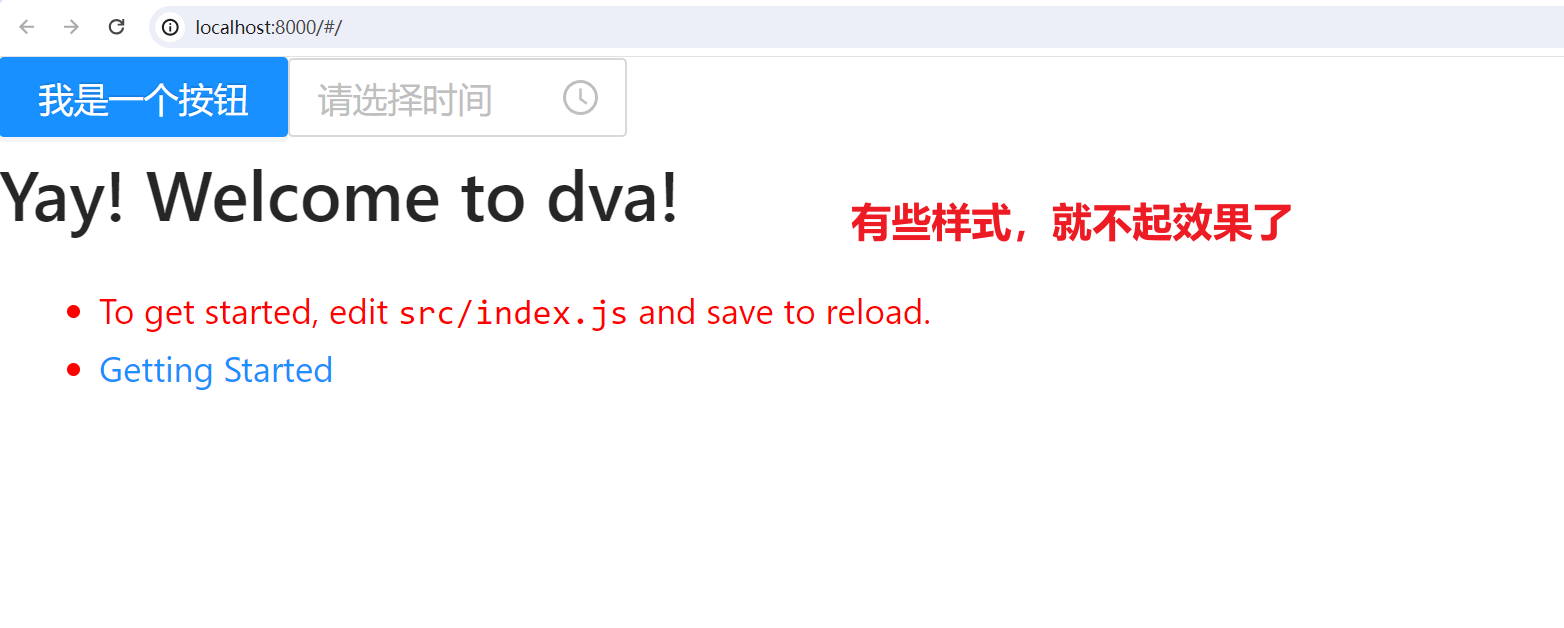 localhost:8000/#/
我是一个按钮 请选择时间
Yay! Welcome to dva!
有些样式，就不起效果了
To get started, edit src/index.js and save to reload.
Getting Started